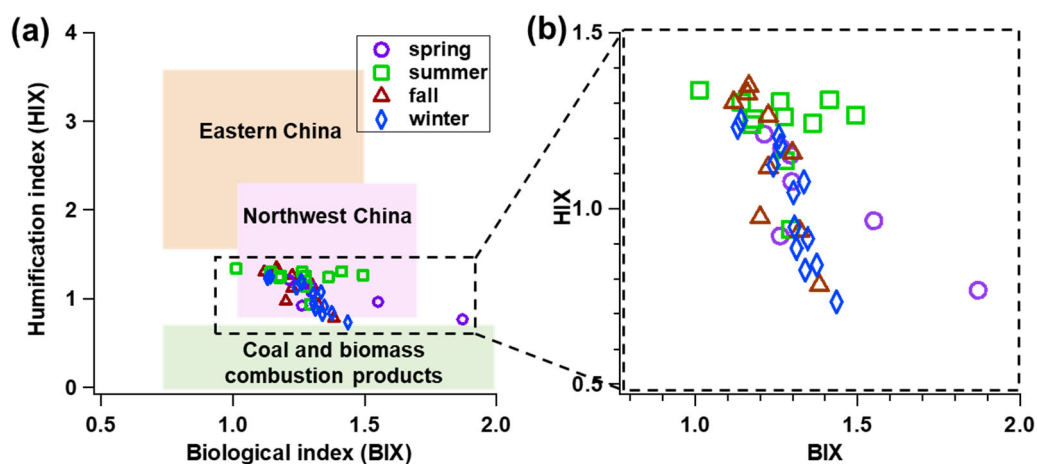 (a)
Humification index (HIX)
4
3
2
1
0
0.5
1.0
1.5
2.0
Biological index (BIX)
Eastern China
Northwest China
Coal and biomass
combustion products
spring
summer
fall
winter
(b)
HIX
1.5
1.0
0.5
1.0
1.5
2.0
BIX